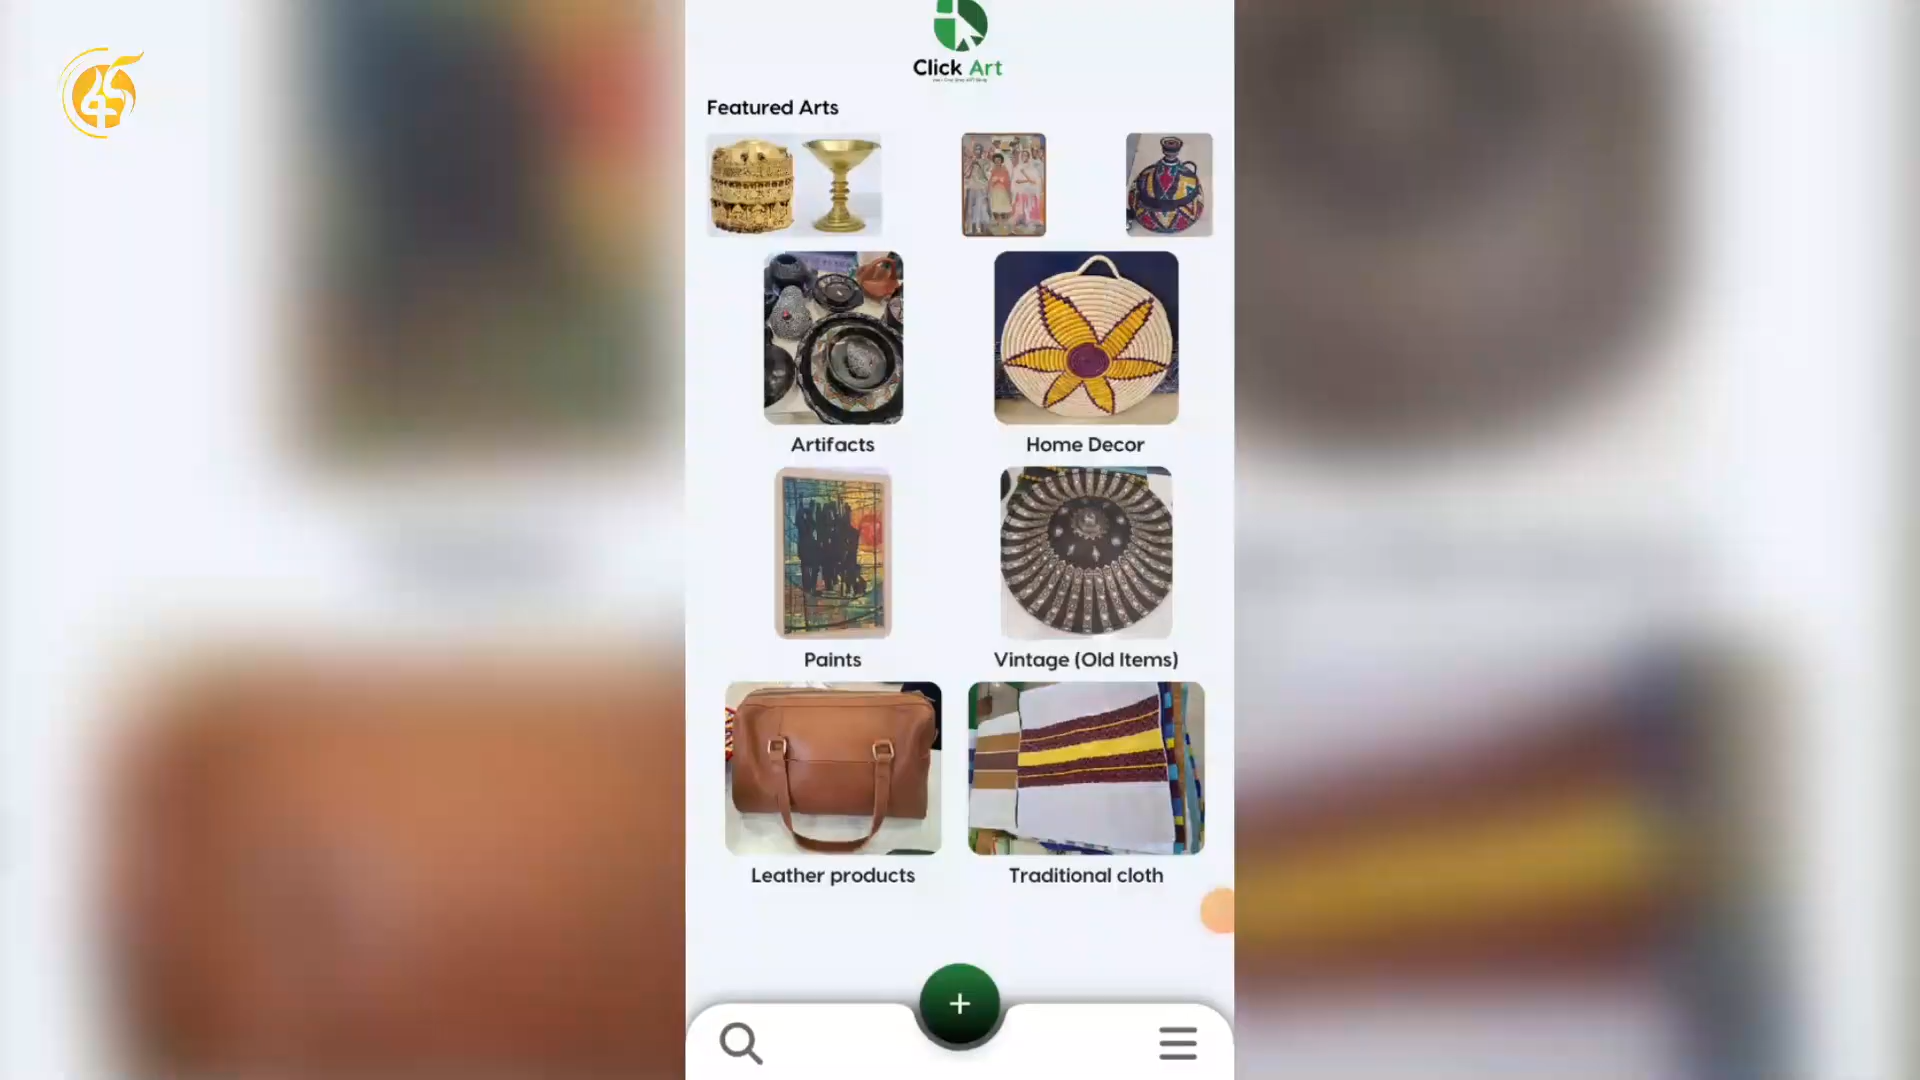 Click Art
Featured Arts
Artifacts
Home Decor
Paints
Vintage (Old Items)
Leather products
Traditional cloth